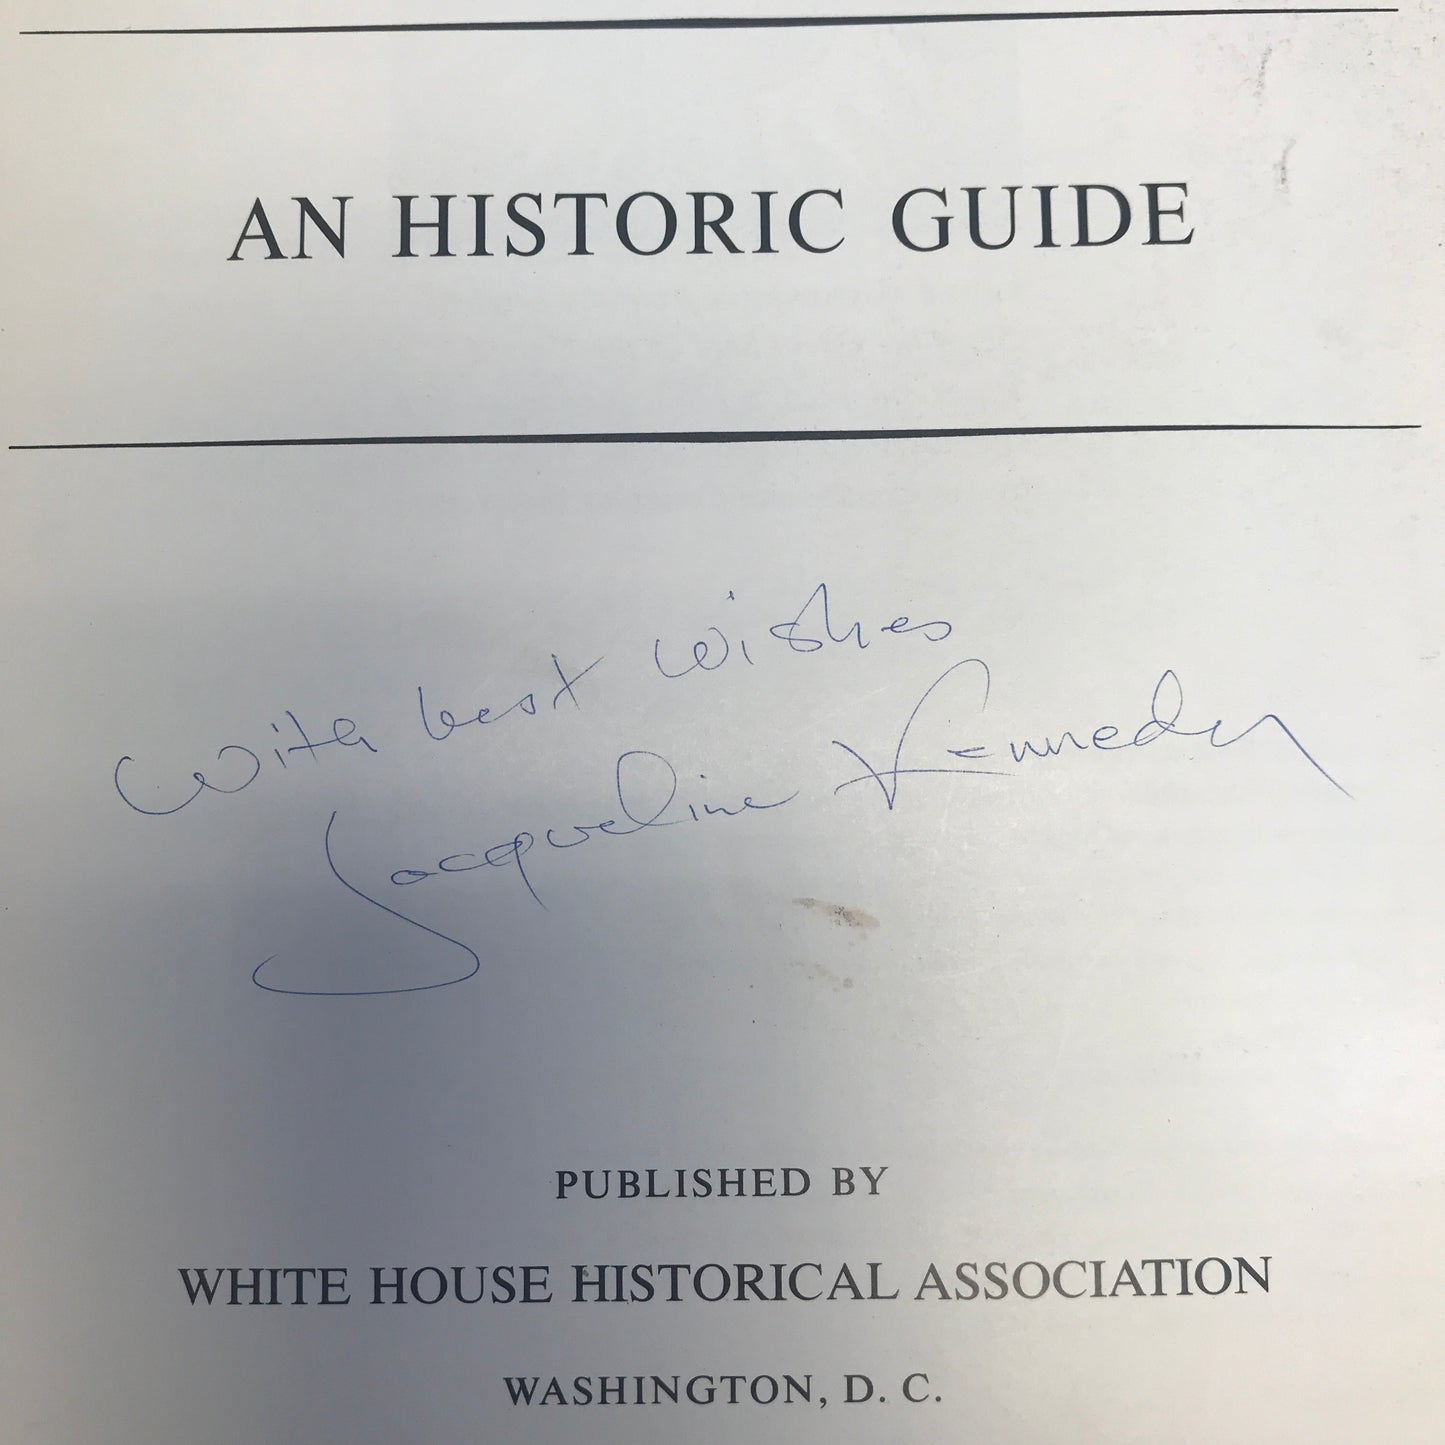 AN HISTORIC GUIDE
With best wishes
Jacqueline Kennedy
PUBLISHED BY
WHITE HOUSE HISTORICAL ASSOCIATION
WASHINGTON, D. C.